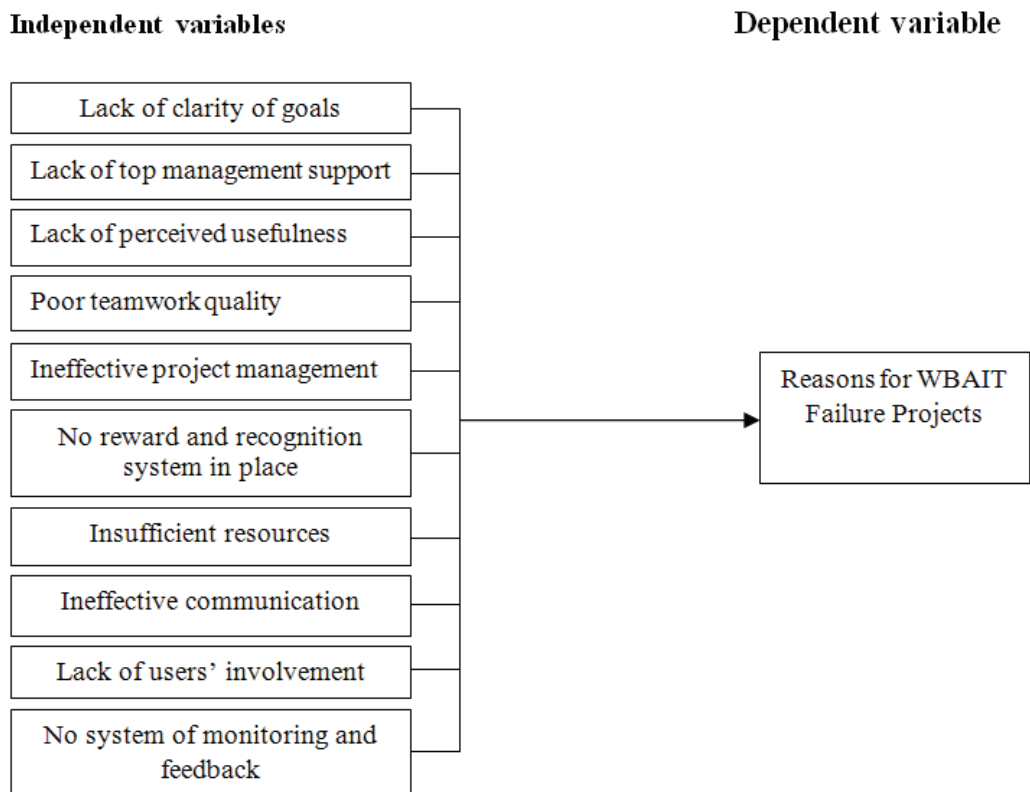 Independent variables
Dependent variable
Lack of clarity of goals
Lack of top management support
Lack of perceived usefulness
Poor teamwork quality
Ineffective project management
No reward and recognition
system in place
Insufficient resources
Ineffective communication
Lack of users’ involvement
No system of monitoring and
feedback
Reasons for WBAIT
Failure Projects